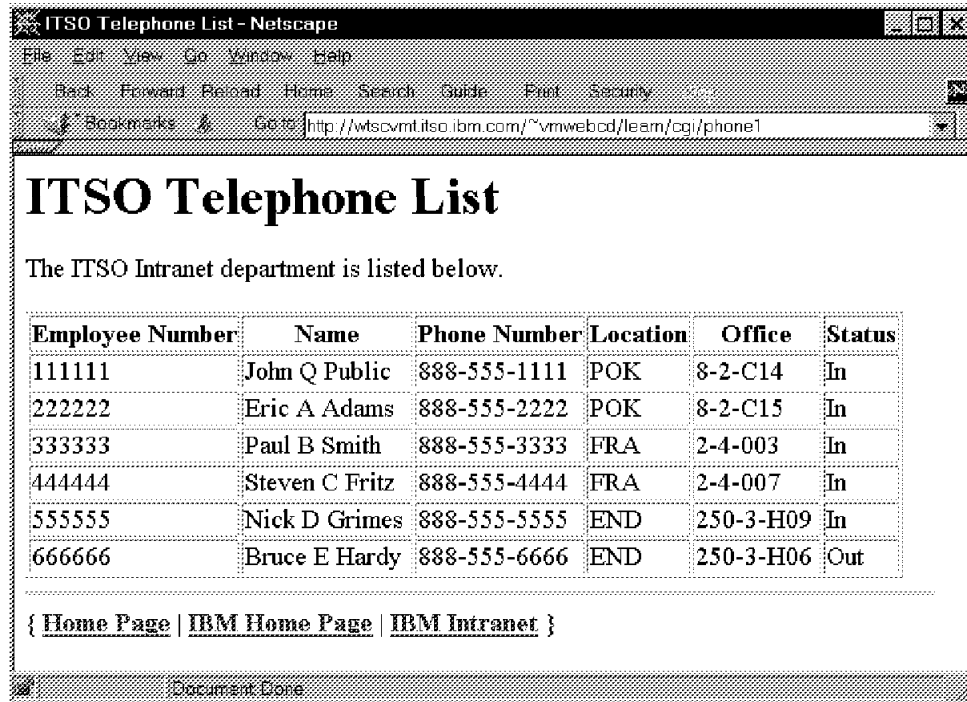 ITSO Telephone List - Netscape
File Edit View Go Window Help
Back Forward Reload Home Search Guide Print Security
Bookmarks Go to http://wtscvmt.itso.ibm.com/~vmwebcd/learn/cgi/phone1
ITSO Telephone List
The ITSO Intranet department is listed below.
Employee Number Name Phone Number Location Office Status
111111 John Q Public 888-555-1111 POK 8-2-C14 In
222222 Eric A Adams 888-555-2222 POK 8-2-C15 In
333333 Paul B Smith 888-555-3333 FRA 2-4-003 In
444444 Steven C Fritz 888-555-4444 FRA 2-4-007 In
555555 Nick D Grimes 888-555-5555 END 250-3-H09 In
666666 Bruce E Hardy 888-555-6666 END 250-3-H06 Out
{ Home Page | IBM Home Page | IBM Intranet }
Document Done